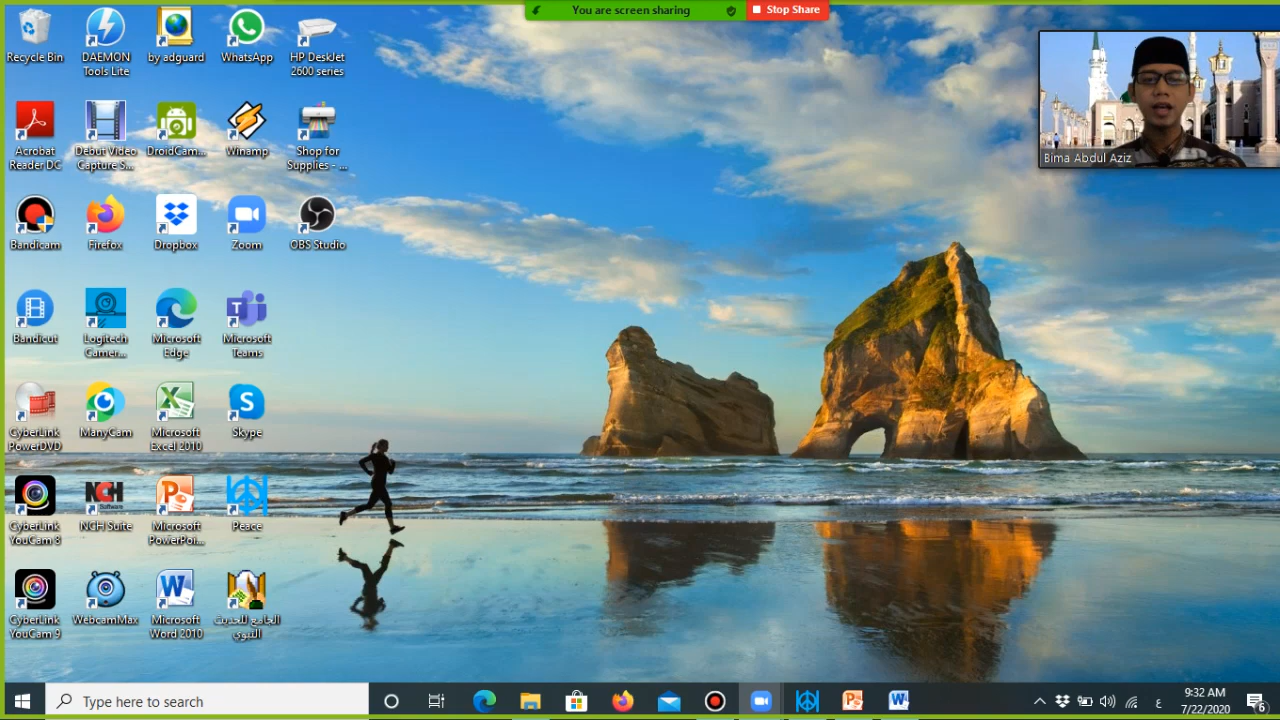 You are screen sharing
Stop Share
Bima Abdul Aziz
Recycle Bin
DAEMON
Tools Lite
by adguard
WhatsApp
HP DeskJet
2600 series
Acrobat
Reader DC
Debut Video
Capture S...
DroidCam...
Winamp
Shop for
Supplies - ...
Bandicam
Firefox
Dropbox
Zoom
OBS Studio
Bandicut
Logitech
Camer...
Microsoft
Edge
Microsoft
Teams
CyberLink
PowerDVD
ManyCam
Microsoft
Excel 2010
Skype
CyberLink
YouCam 8
NCH
Software
NCH Suite
Microsoft
PowerPoi...
Peace
CyberLink
YouCam 9
WebcamMax
Microsoft
Word 2010
الجامع للحديث
النبوي
Type here to search
ع
9:32 AM
7/22/2020
6